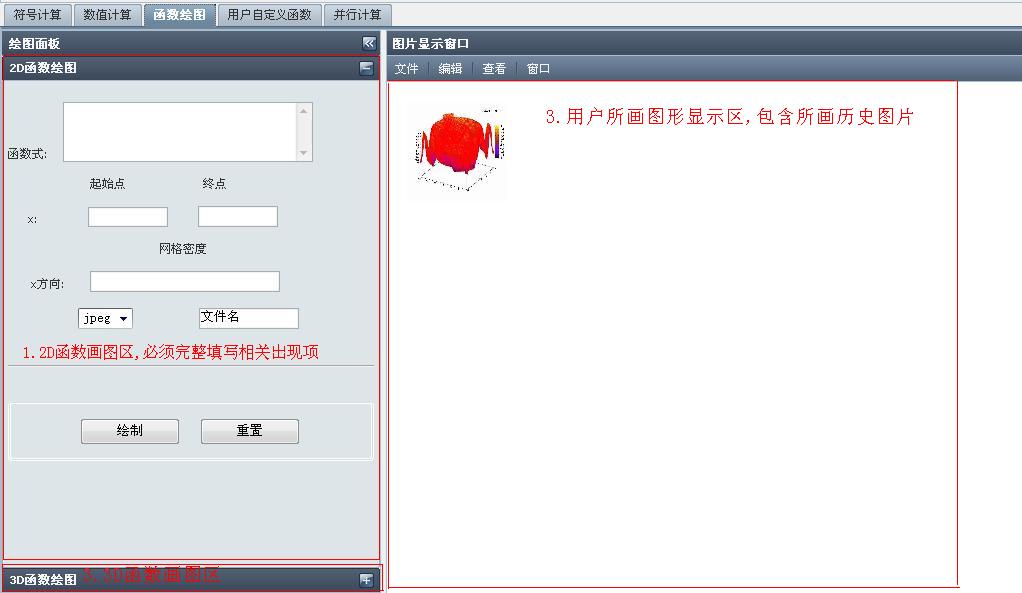 符号计算 数值计算 函数绘图 用户自定义函数 并行计算
绘图面板
2D函数绘图
函数式:
起始点 终点
x:
网格密度
x方向:
jpeg 文件名
1.2D函数画图区,必须完整填写相关出现项
绘制 重置
3D函数绘图 3.3D函数画图区
图片显示窗口
文件 编辑 查看 窗口
3.用户所画图形显示区,包含所画历史图片